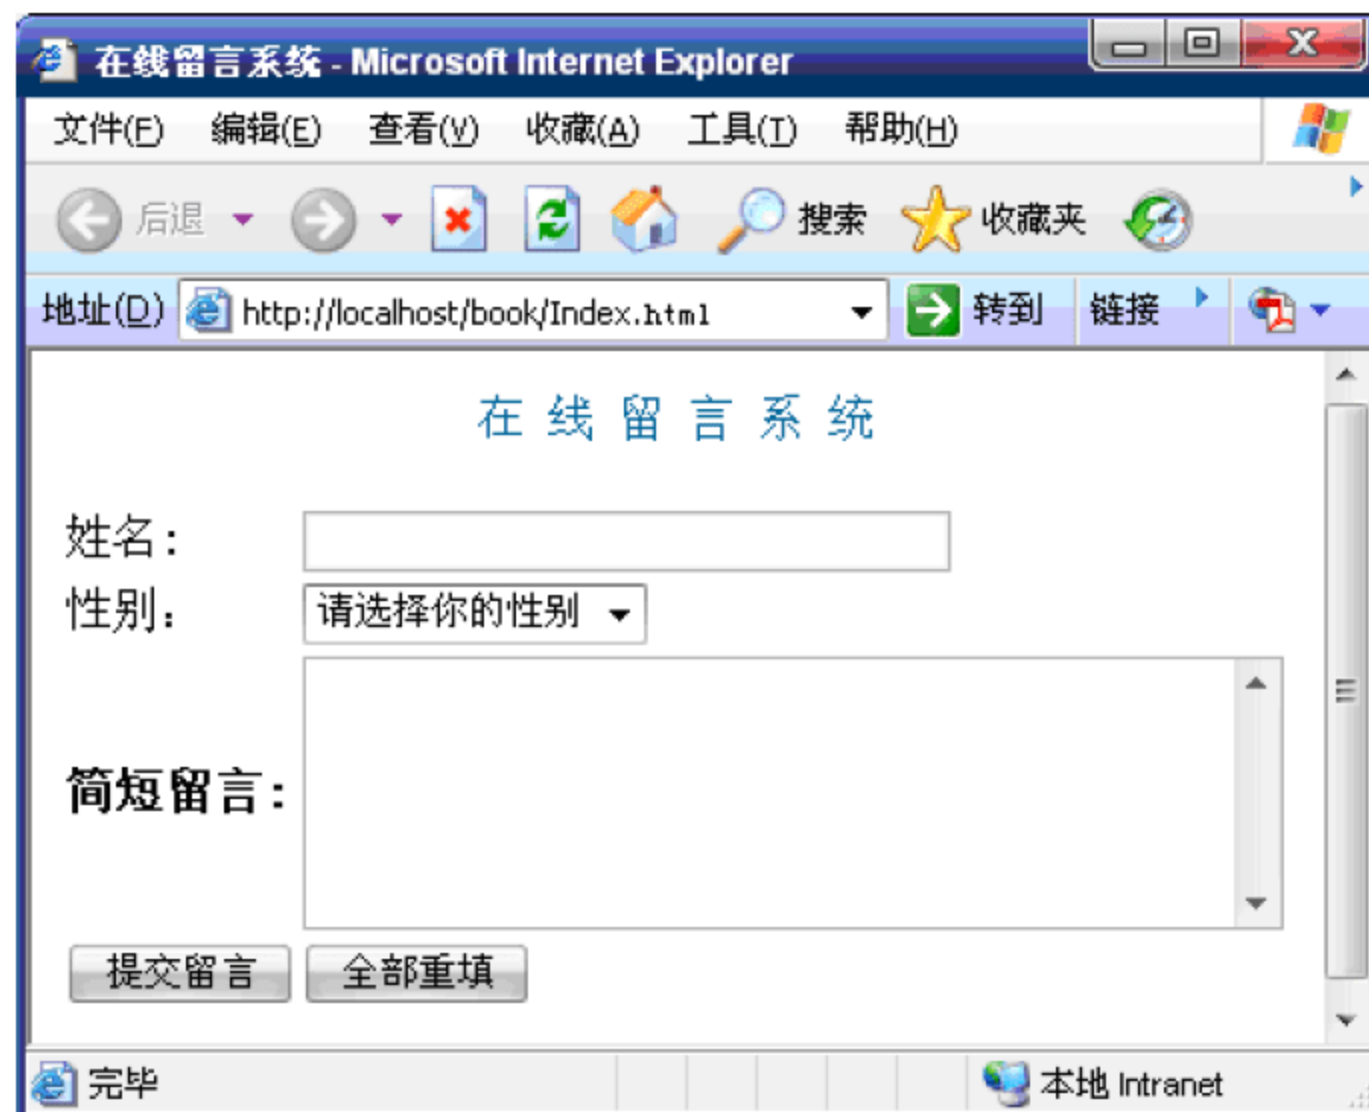 在线留言系统 - Microsoft Internet Explorer
文件(F) 编辑(E) 查看(V) 收藏(A) 工具(T) 帮助(H)
后退 搜索 收藏夹
地址(D) http://localhost/book/Index.html 转到 链接
在 线 留 言 系 统
姓名：
性别： 请选择你的性别
简短留言：
提交留言 全部重填
完毕 本地 Intranet